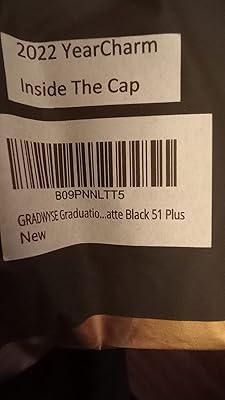 2022 YearCharm
Inside The Cap
B09PNNLTT5
GRADWYSE Graduatio...atte Black 51 Plus
New